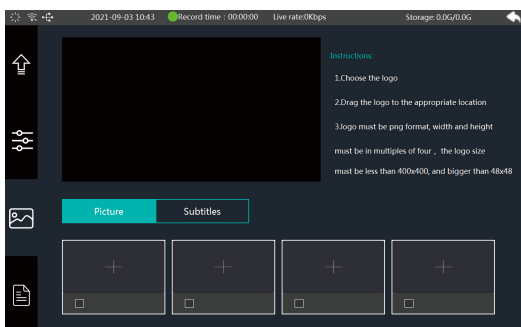 2021-09-03 10:43 Record time : 00:00:00 Live rate:0Kbps Storage: 0.0G/0.0G
Instructions:
1.Choose the logo
2.Drag the logo to the appropriate location
3.logo must be png format, width and height
must be in multiples of four , the logo size
must be less than 400x400, and bigger than 48x48
Picture Subtitles